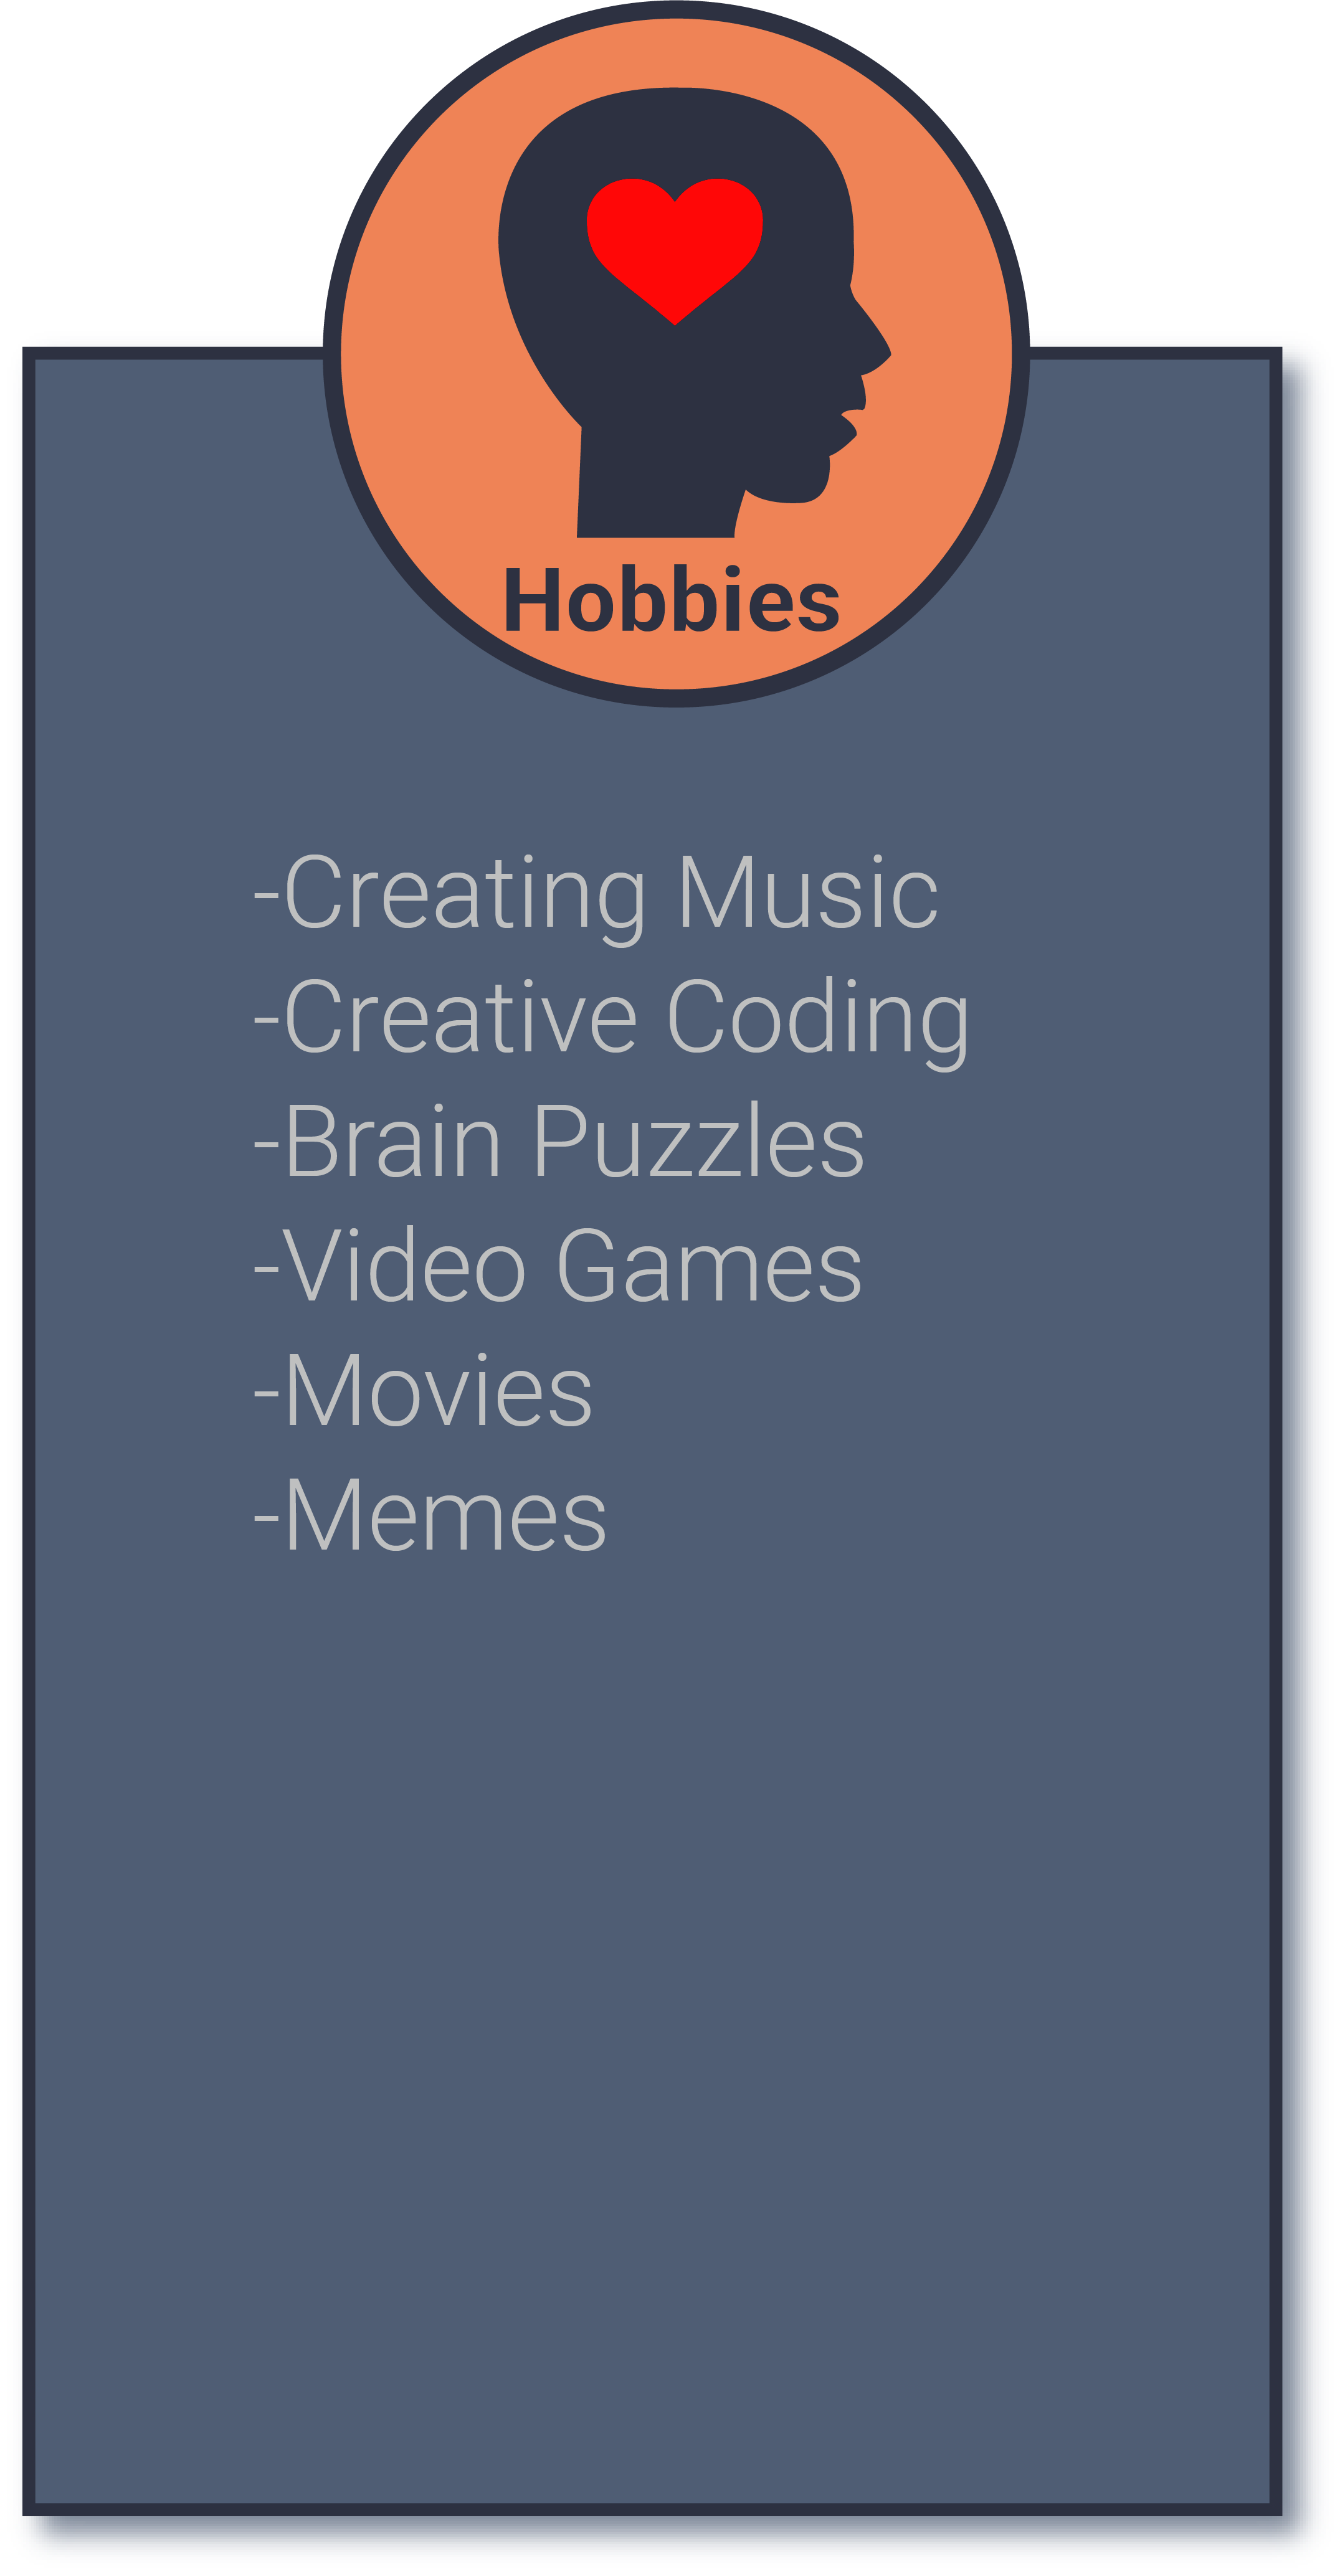 Hobbies
-Creating Music
-Creative Coding
-Brain Puzzles
-Video Games
-Movies
-Memes